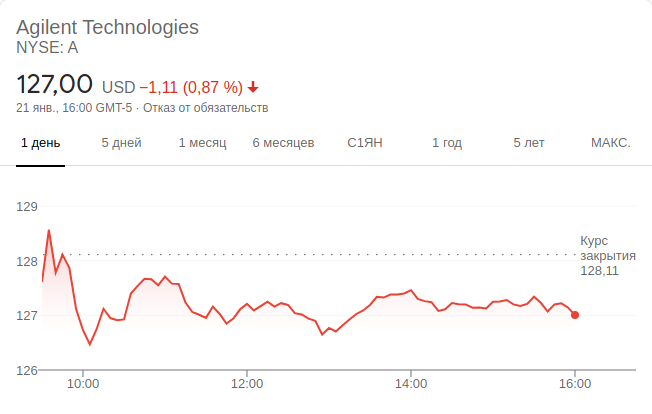 Agilent Technologies
NYSE: A
127,00 USD −1,11 (0,87 %)
21 янв., 16:00 GMT-5 · Отказ от обязательств
1 день 5 дней 1 месяц 6 месяцев С1ЯН 1 год 5 лет МАКС.
129
Курс
закрытия
128,11
128
127
126
10:00 12:00 14:00 16:00